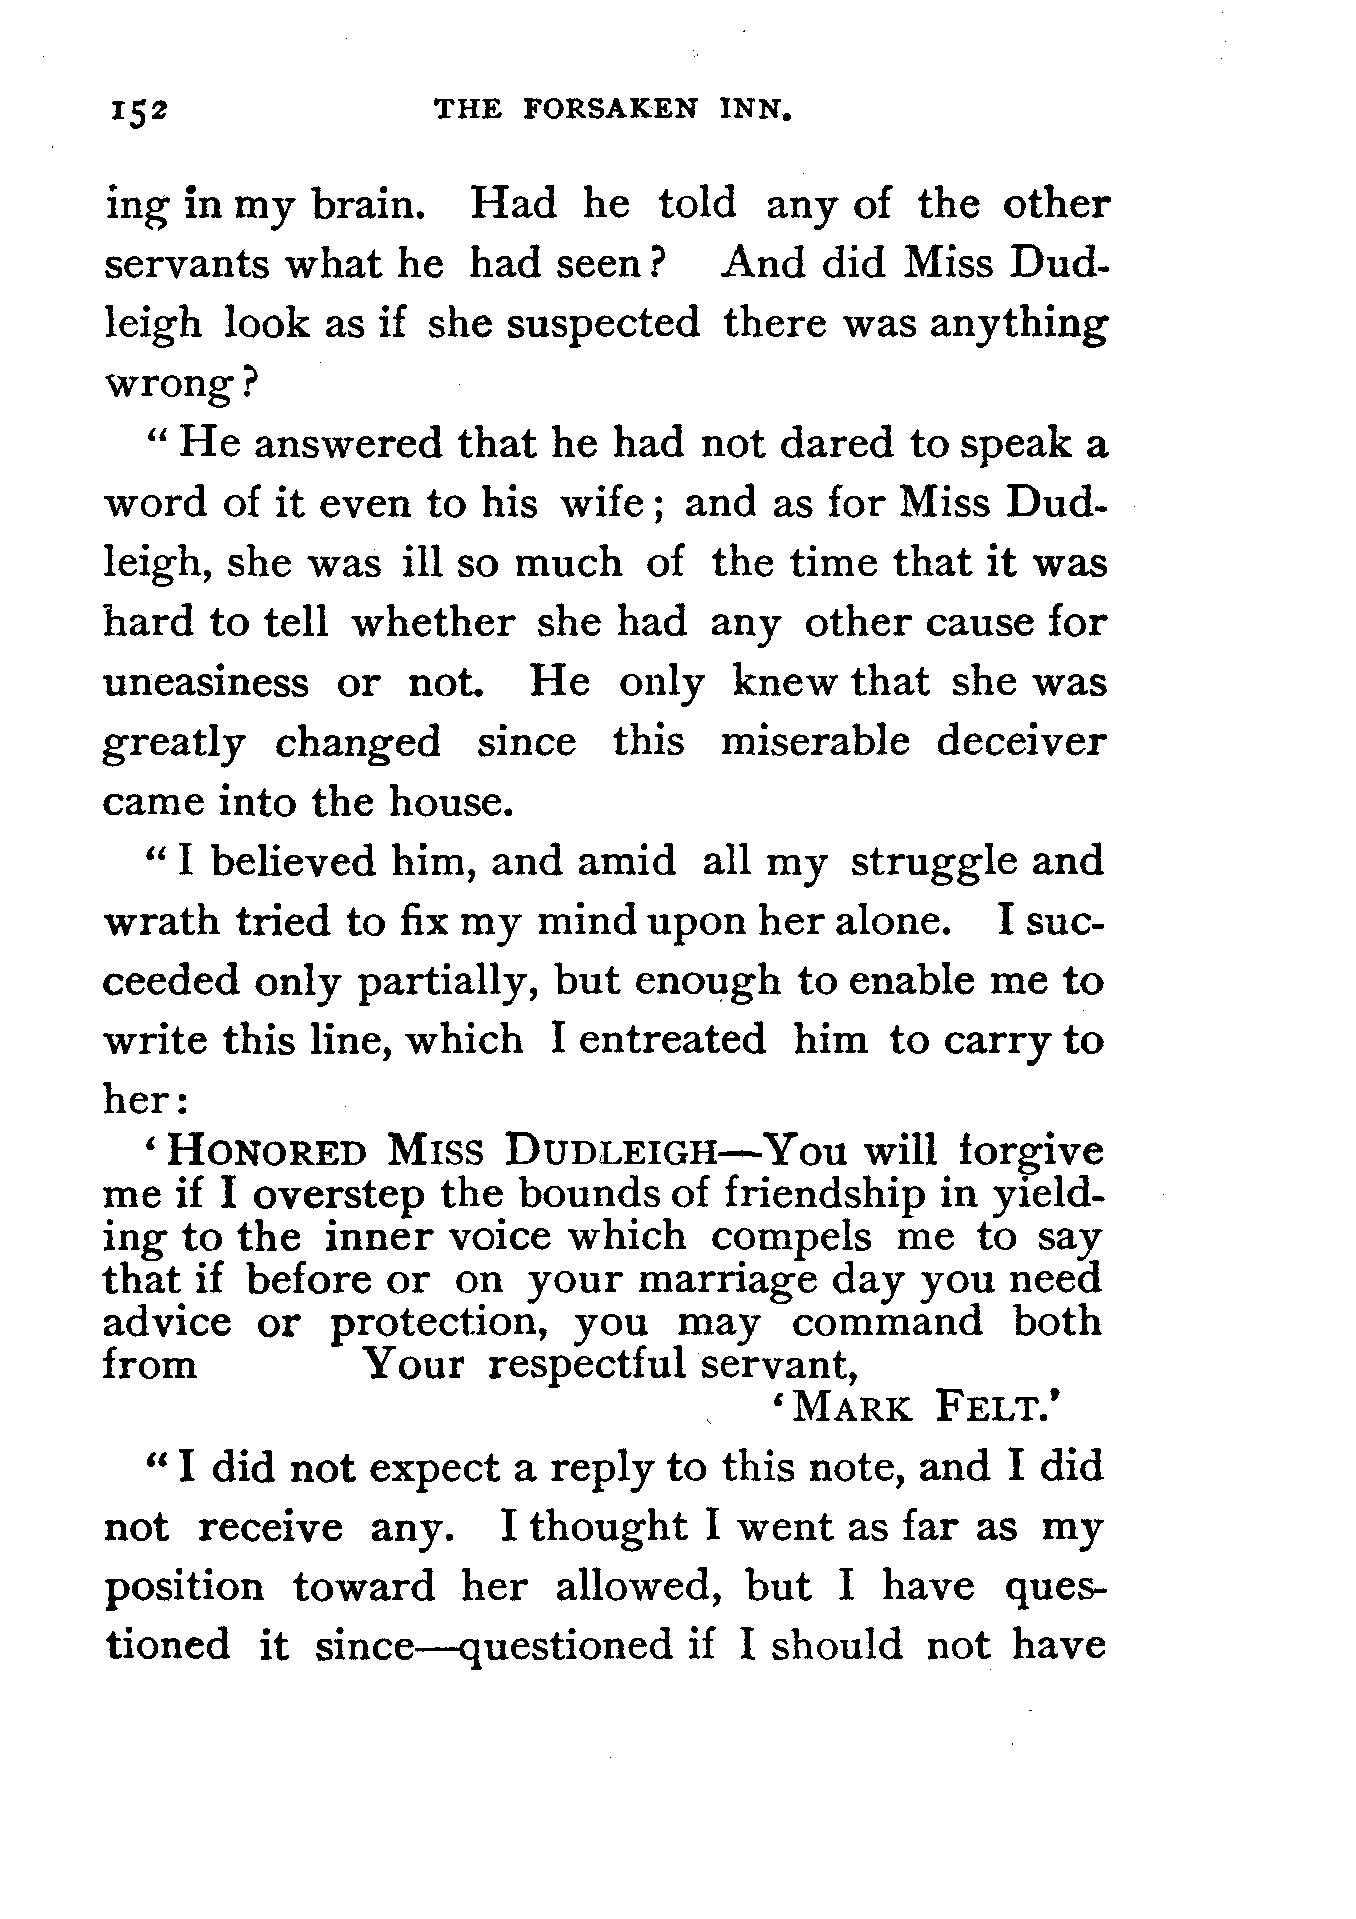 152 THE FORSAKEN INN.
ing in my brain. Had he told any of the other
servants what he had seen? And did Miss Dud-
leigh look as if she suspected there was anything
wrong?
“ He answered that he had not dared to speak a
word of it even to his wife; and as for Miss Dud-
leigh, she was ill so much of the time that it was
hard to tell whether she had any other cause for
uneasiness or not. He only knew that she was
greatly changed since this miserable deceiver
came into the house.
“ I believed him, and amid all my struggle and
wrath tried to fix my mind upon her alone. I suc-
ceeded only partially, but enough to enable me to
write this line, which I entreated him to carry to
her:
‘ HONORED MISS DUDLEIGH—You will forgive
me if I overstep the bounds of friendship in yield-
ing to the inner voice which compels me to say
that if before or on your marriage day you need
advice or protection, you may command both
from Your respectful servant,
‘ MARK FELT.’
“ I did not expect a reply to this note, and I did
not receive any. I thought I went as far as my
position toward her allowed, but I have ques-
tioned it since—questioned if I should not have